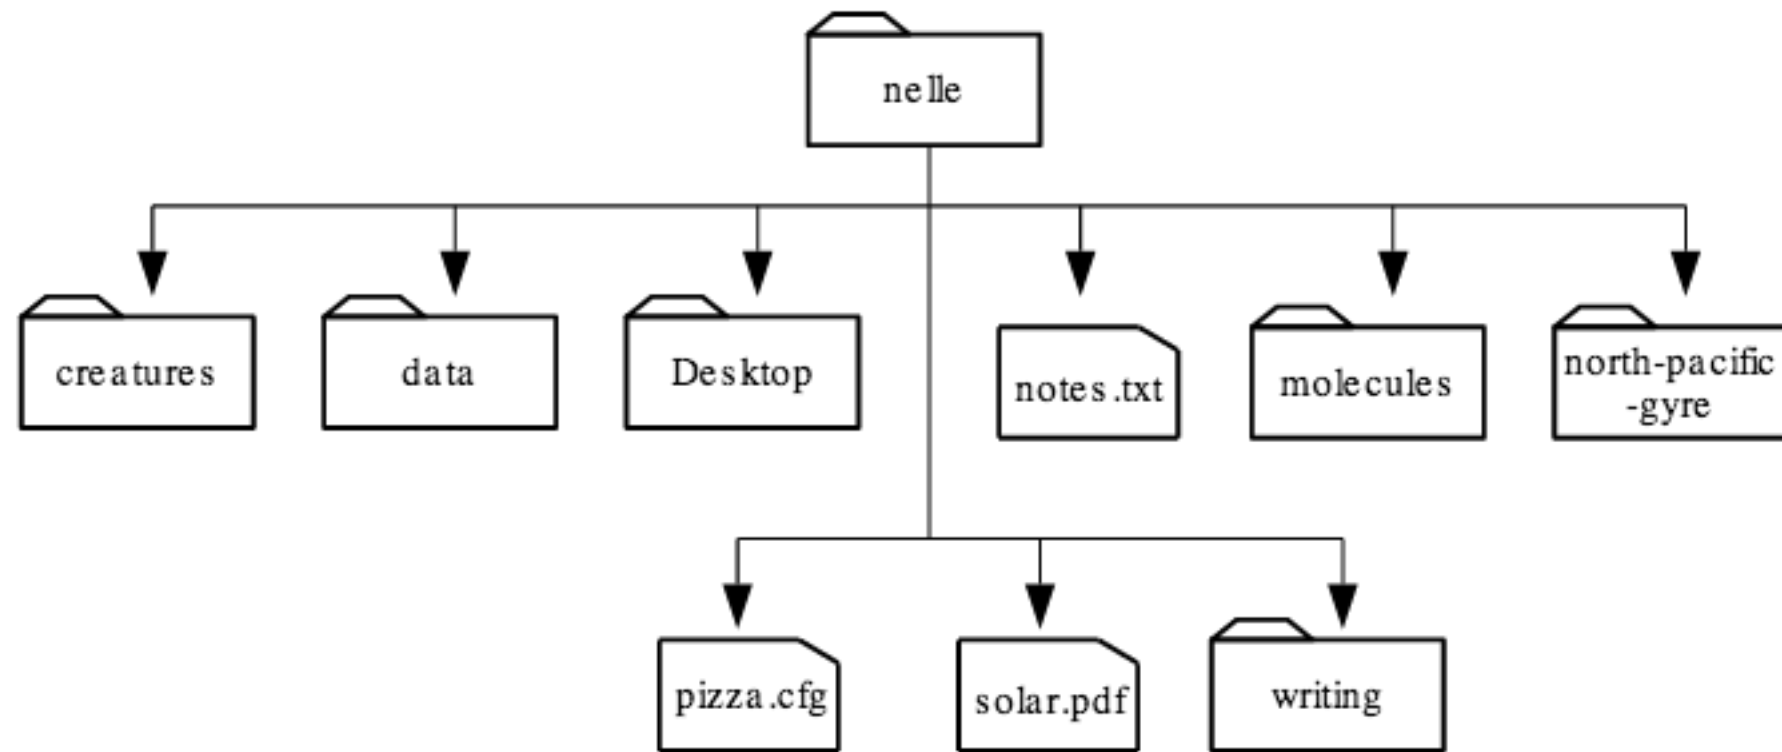 nelle
creatures
data
Desktop
notes.txt
molecules
north-pacific
-gyre
pizza.cfg
solar.pdf
writing